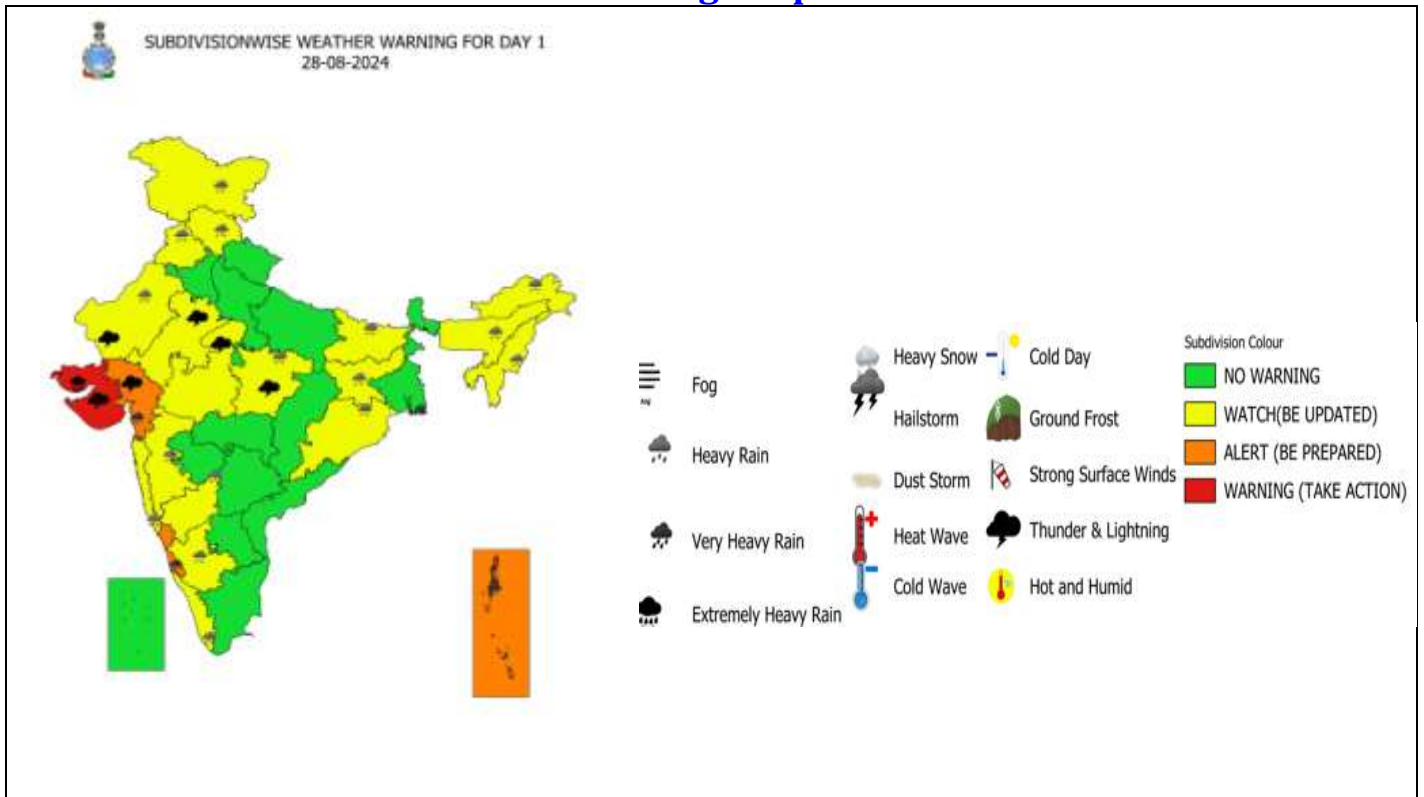 SUBDIVISIONWISE WEATHER WARNING FOR DAY 1
28-08-2024
Fog
Heavy Rain
Very Heavy Rain
Extremely Heavy Rain
Heavy Snow
Hailstorm
Dust Storm
Heat Wave
Cold Wave
Cold Day
Ground Frost
Strong Surface Winds
Thunder & Lightning
Hot and Humid
Subdivision Colour
NO WARNING
WATCH(BE UPDATED)
ALERT (BE PREPARED)
WARNING (TAKE ACTION)